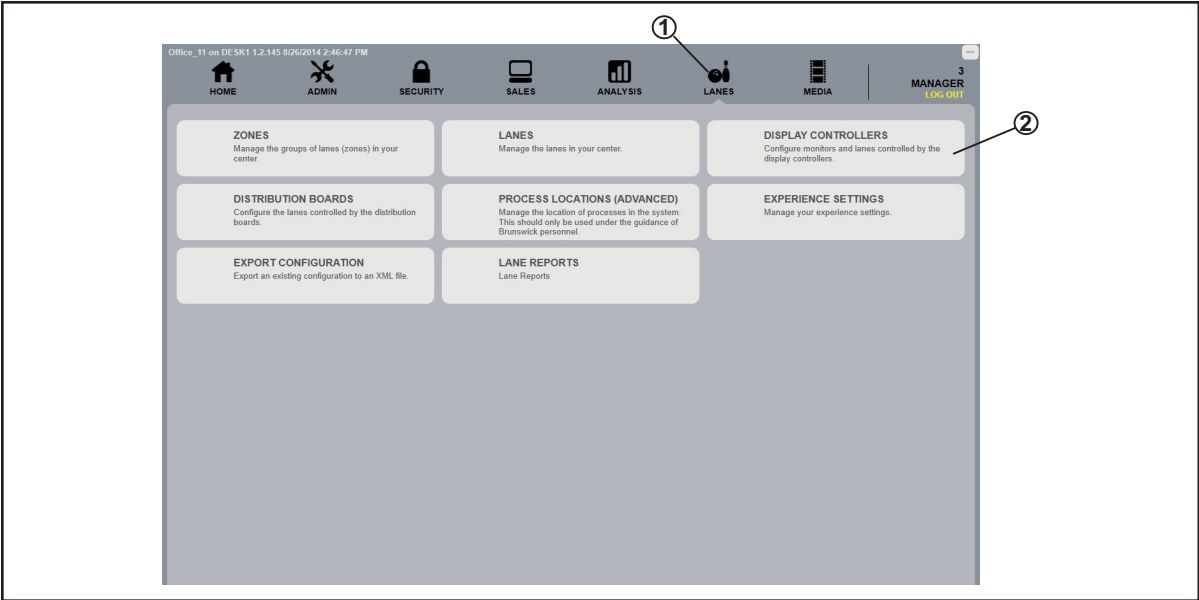 1
Office_11 on DESK1 1.2.145 8/26/2014 2:46:47 PM
HOME
ADMIN
SECURITY
SALES
ANALYSIS
LANES
MEDIA
3
MANAGER
LOG OUT
2
ZONES
Manage the groups of lanes (zones) in your
center.
LANES
Manage the lanes in your center.
DISPLAY CONTROLLERS
Configure monitors and lanes controlled by the
display controllers.
DISTRIBUTION BOARDS
Configure the lanes controlled by the distribution
boards.
PROCESS LOCATIONS (ADVANCED)
Manage the location of processes in the system.
This should only be used under the guidance of
Brunswick personnel.
EXPERIENCE SETTINGS
Manage your experience settings.
EXPORT CONFIGURATION
Export an existing configuration to an XML file.
LANE REPORTS
Lane Reports